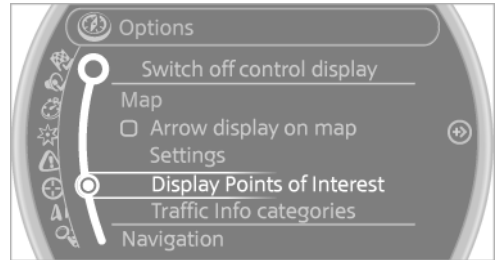 Options
Switch off control display
Map
Arrow display on map
Settings
Display Points of Interest
Traffic Info categories
Navigation